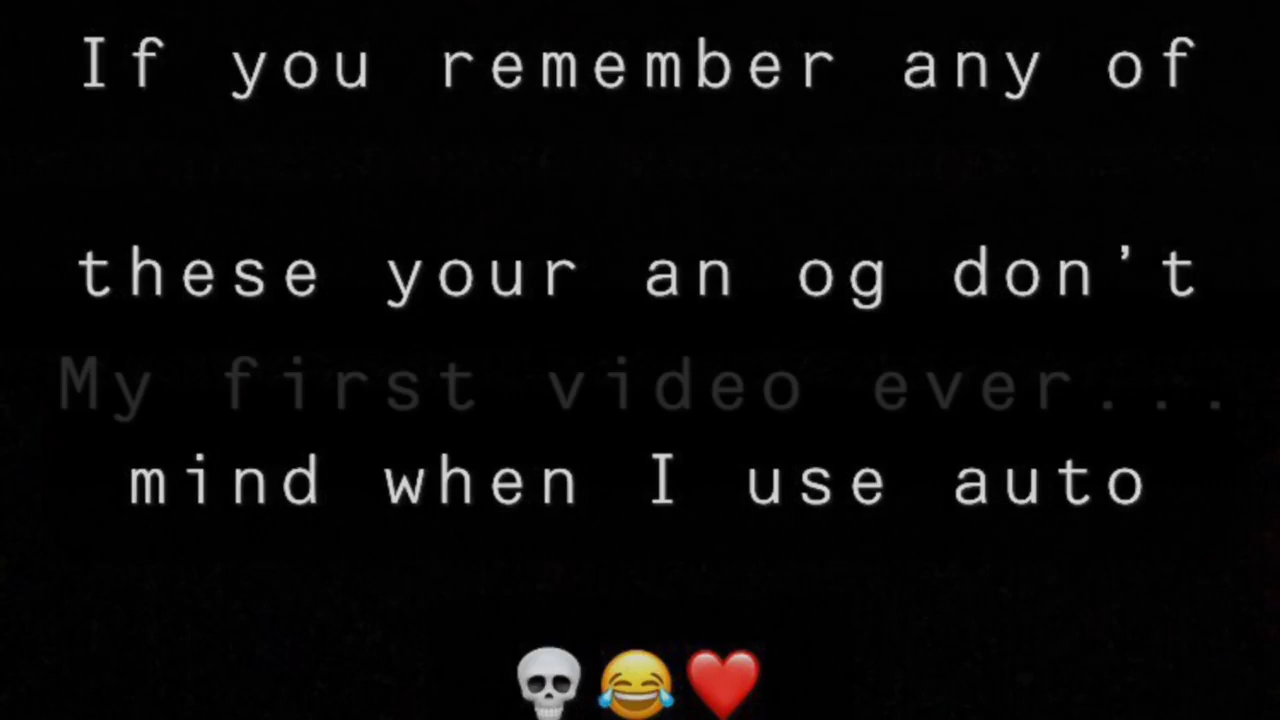 If you remember any of
these your an og don't
My first video ever...
mind when I use auto
💀😂❤️